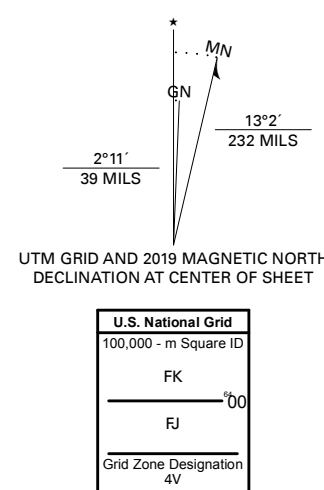 ★
MN
GN
13°2´
232 MILS
2°11´
39 MILS
UTM GRID AND 2019 MAGNETIC NORTH
DECLINATION AT CENTER OF SHEET
U.S. National Grid
100,000 - m Square ID
FK
⁶⁴00
FJ
Grid Zone Designation
4V